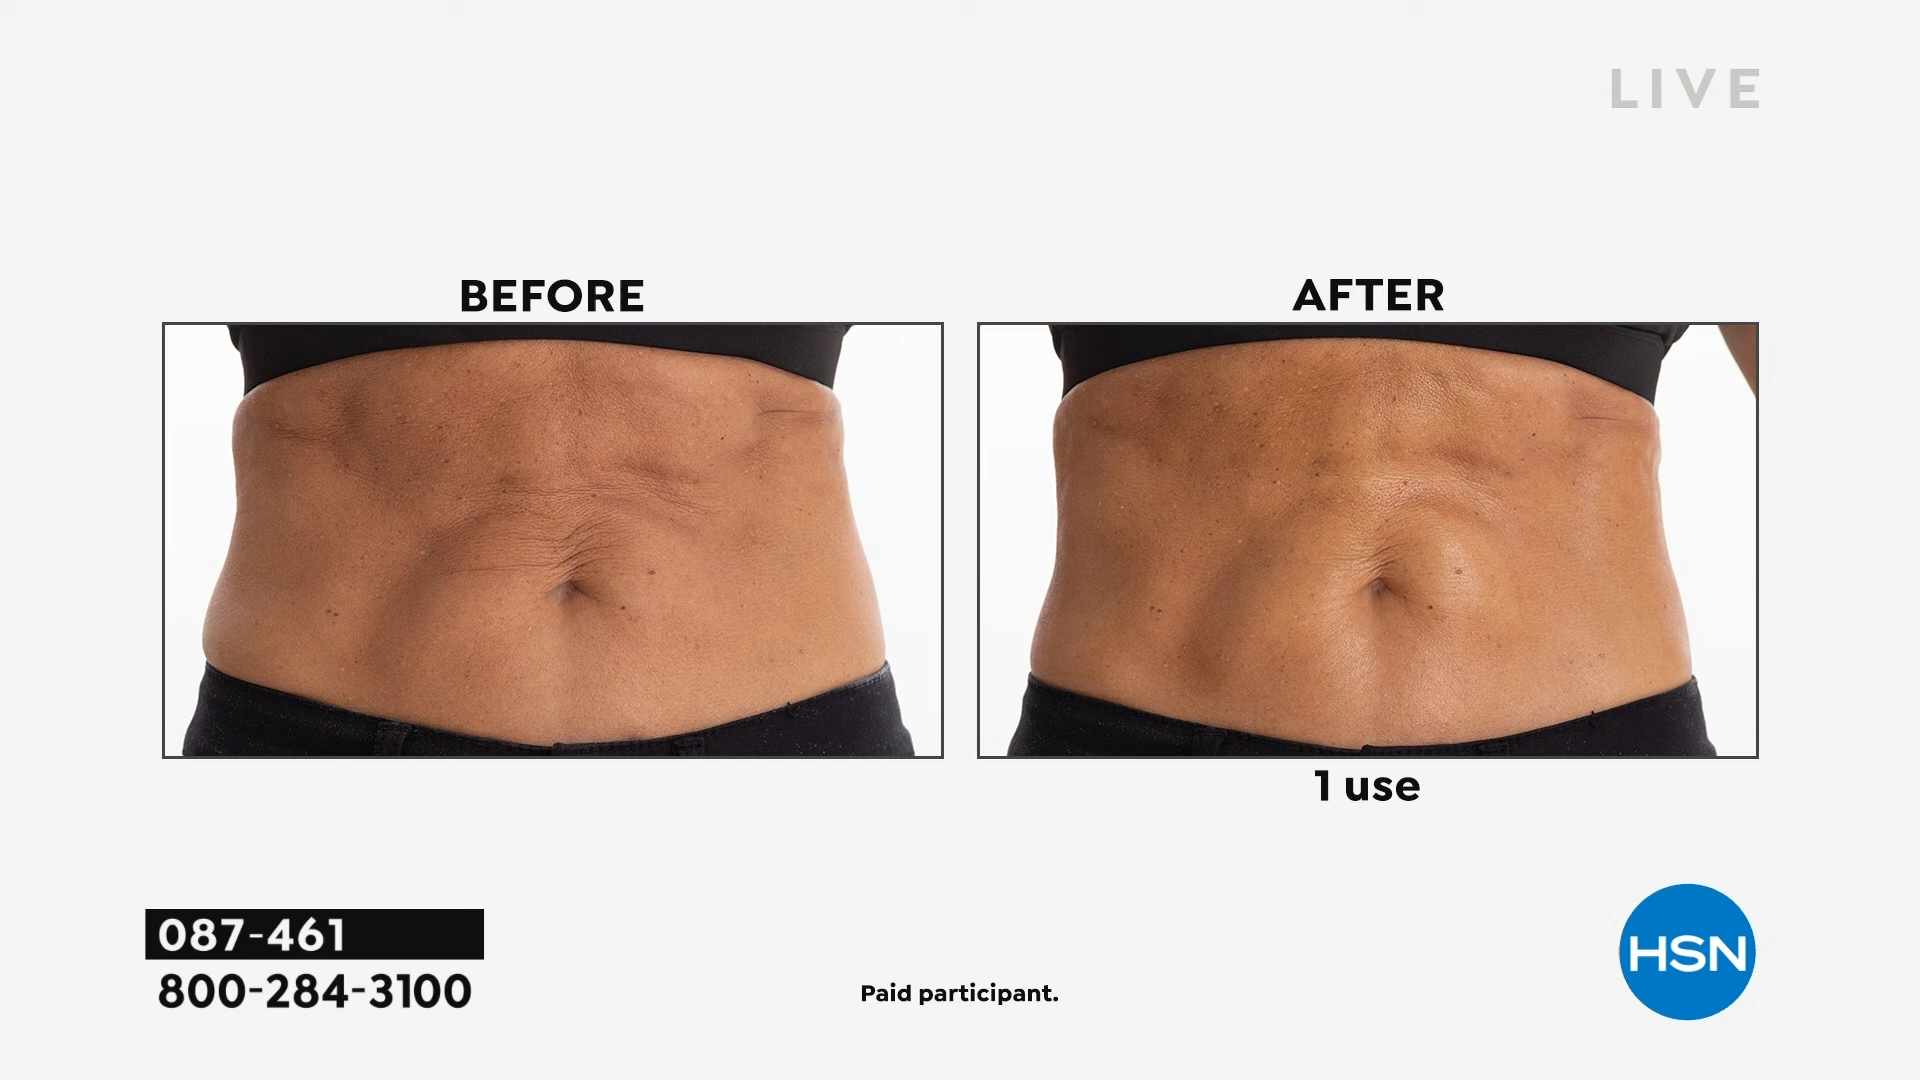 LIVE
BEFORE
AFTER
1 use
087-461
800-284-3100
Paid participant.
HSN